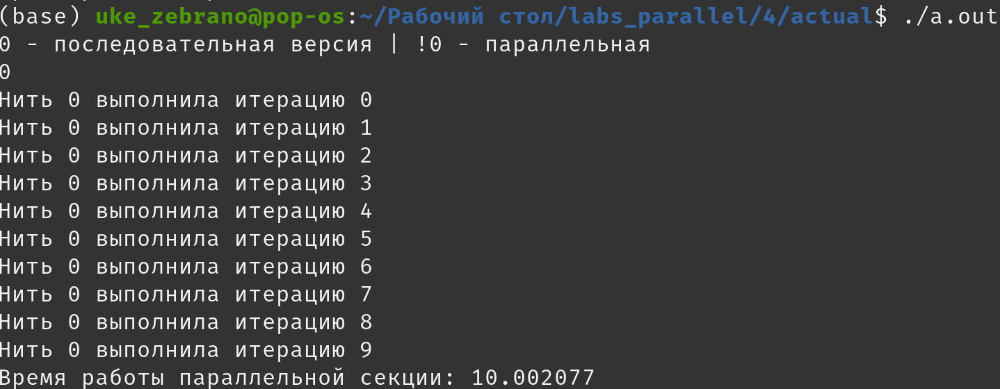 (base) uke_zebrano@pop-os:~/Рабочий стол/labs_parallel/4/actual$ ./a.out
0 - последовательная версия | !0 - параллельная
0
Нить 0 выполнила итерацию 0
Нить 0 выполнила итерацию 1
Нить 0 выполнила итерацию 2
Нить 0 выполнила итерацию 3
Нить 0 выполнила итерацию 4
Нить 0 выполнила итерацию 5
Нить 0 выполнила итерацию 6
Нить 0 выполнила итерацию 7
Нить 0 выполнила итерацию 8
Нить 0 выполнила итерацию 9
Время работы параллельной секции: 10.002077